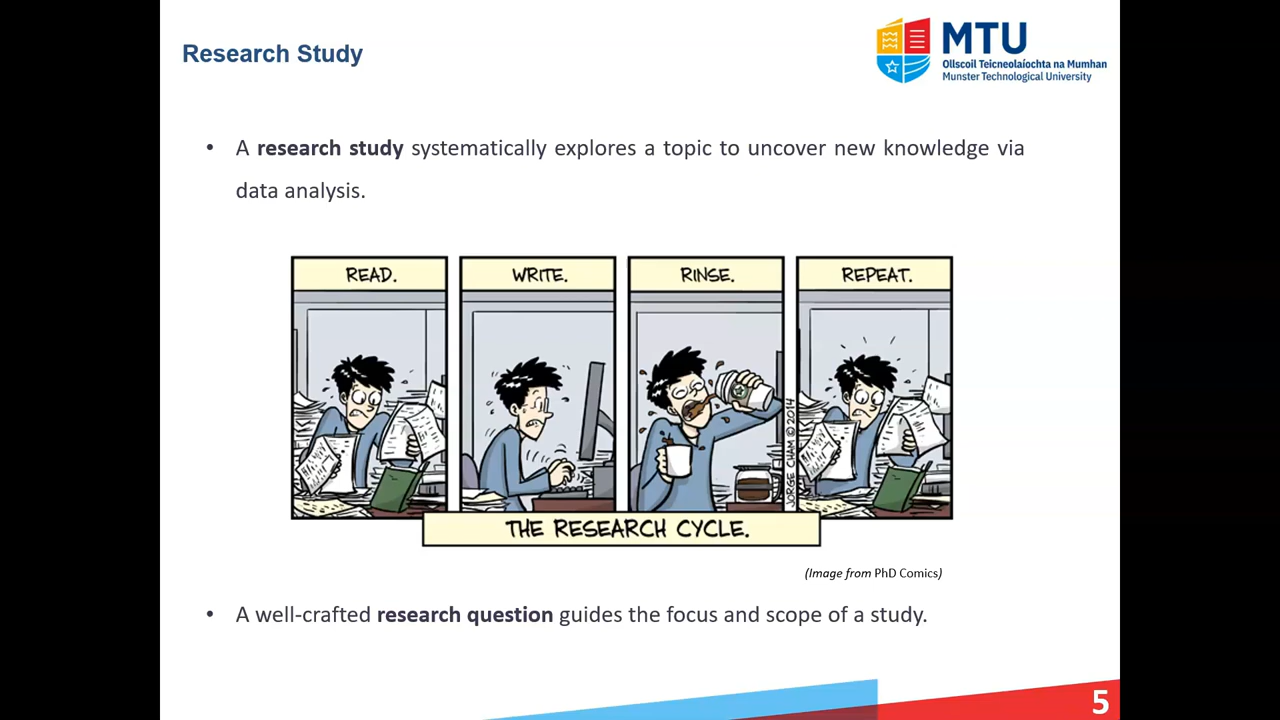 Research Study
MTU
Ollscoil Teicneolaíochta na Mumhan
Munster Technological University
• A research study systematically explores a topic to uncover new knowledge via
data analysis.
READ.
WRITE.
RINSE.
REPEAT.
JORGE CHAM © 2014
THE RESEARCH CYCLE.
(Image from PhD Comics)
• A well-crafted research question guides the focus and scope of a study.
5